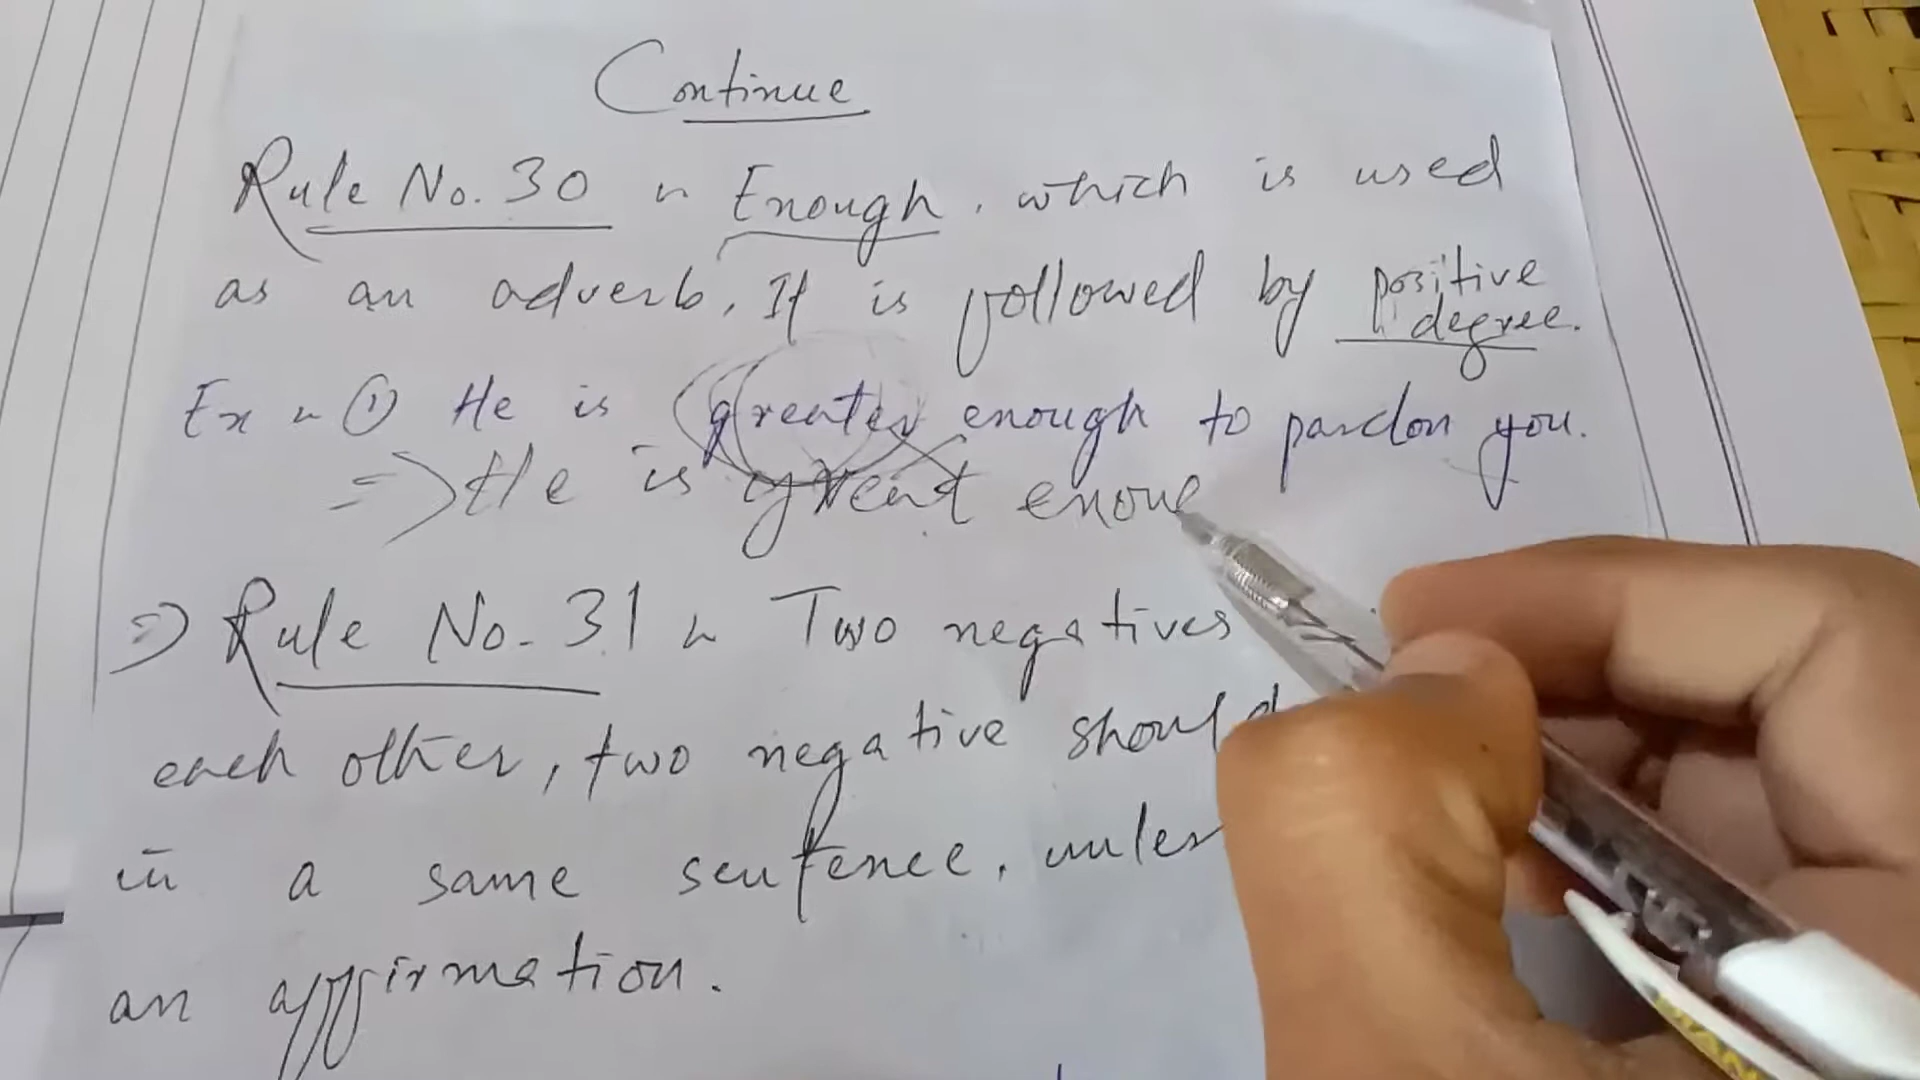 Continue
Rule No. 30 ~ Enough, which is used
as an adverb, It is followed by positive degree.
Ex ~ ① He is greater enough to pardon you.
=> He is great enou
=> Rule No- 31 ~ Two negatives
each other, two negative should
in a same sentence, unless
an affirmation.